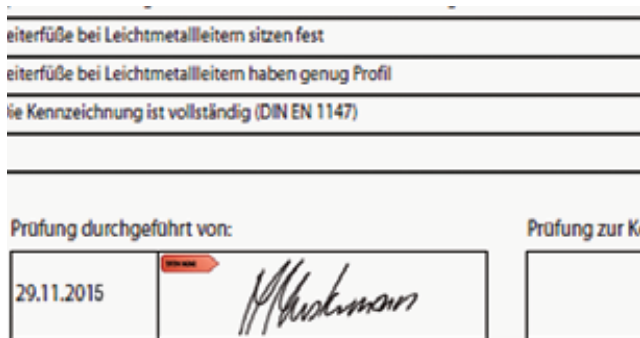 eiterfüße bei Leichtmetallleitern sitzen fest
eiterfüße bei Leichtmetallleitern haben genug Profil
ie Kennzeichnung ist vollständig (DIN EN 1147)
Prüfung durchgeführt von:
Prüfung zur K
29.11.2015